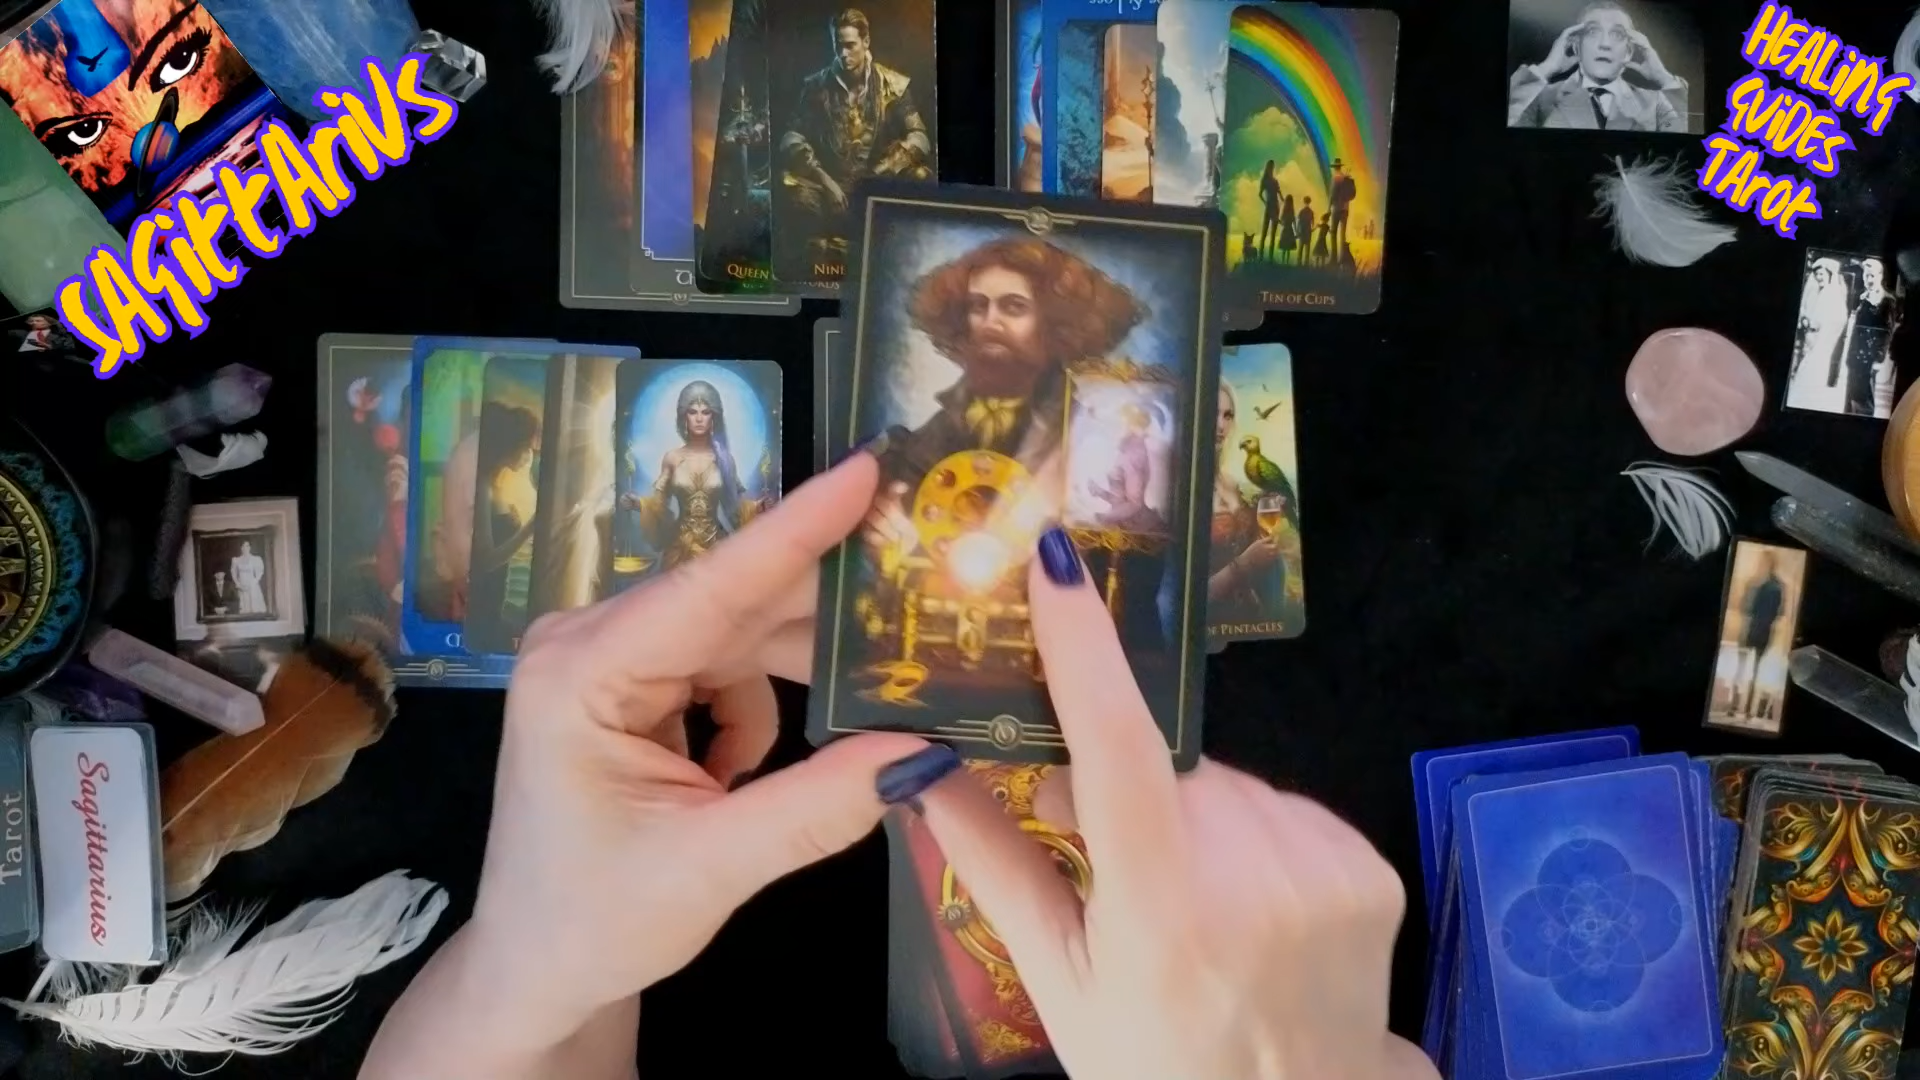 SAGittAriUS
HEALiNG
GUiDES
TArot
QUEEN
NINE
TEN OF CUPS
OF PENTACLES
Sagittarius
Tarot